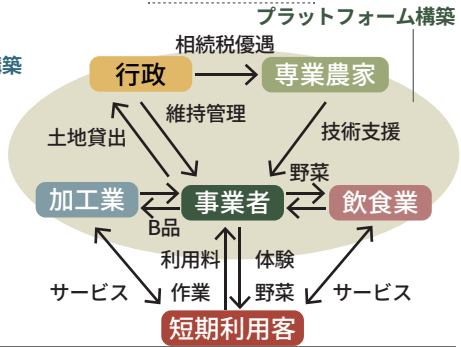 プラットフォーム構築
築
相続税優遇
行政
専業農家
維持管理
土地貸出
技術支援
野菜
加工業
事業者
飲食業
B品
利用料
体験
サービス
作業
野菜
サービス
短期利用客